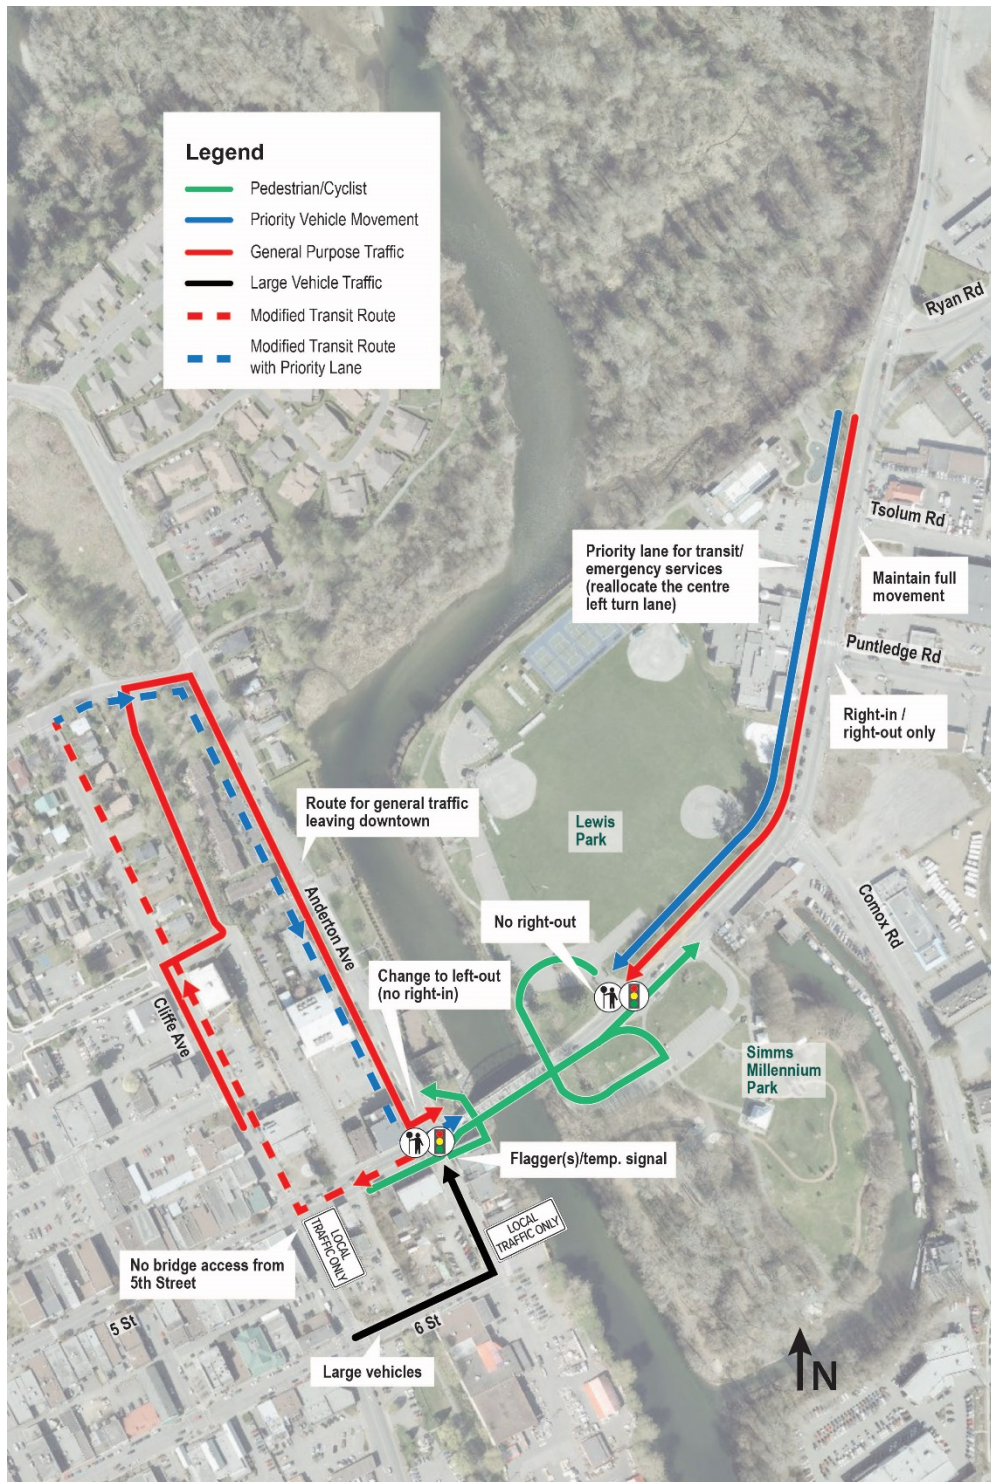 Legend
Pedestrian/Cyclist
Priority Vehicle Movement
General Purpose Traffic
Large Vehicle Traffic
Modified Transit Route
Modified Transit Route
with Priority Lane
Ryan Rd
Tsolum Rd
Priority lane for transit/
emergency services
(reallocate the centre
left turn lane)
Maintain full
movement
Puntledge Rd
Right-in /
right-out only
Route for general traffic
leaving downtown
Lewis
Park
Anderton Ave
Comox Rd
No right-out
Change to left-out
(no right-in)
Cliffe Ave
Simms
Millennium
Park
Flagger(s)/temp. signal
LOCAL
TRAFFIC ONLY
LOCAL
TRAFFIC ONLY
No bridge access from
5th Street
5 St
6 St
Large vehicles
N